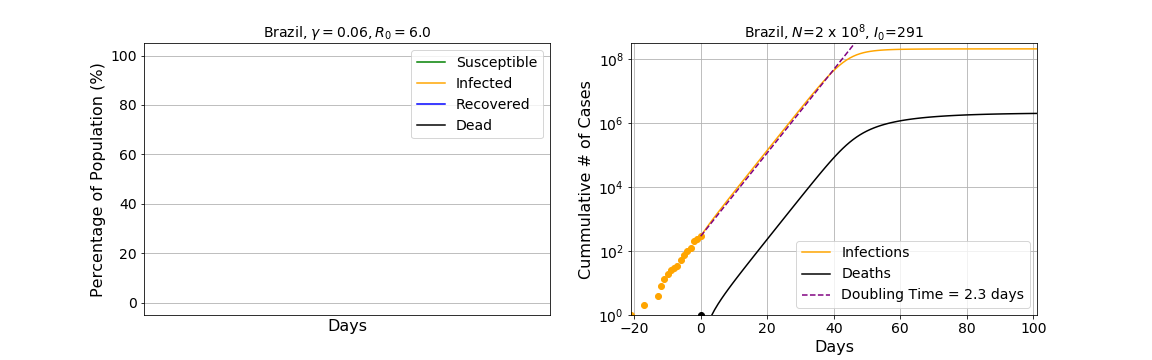 Brazil, γ = 0.06, R₀ = 6.0
Percentage of Population (%)
100
80
60
40
20
0
Susceptible
Infected
Recovered
Dead
Days
Brazil, N=2 x 10⁸, I₀=291
Cummulative # of Cases
10⁸
10⁶
10⁴
10²
10⁰
Infections
Deaths
Doubling Time = 2.3 days
−20 0 20 40 60 80 100
Days